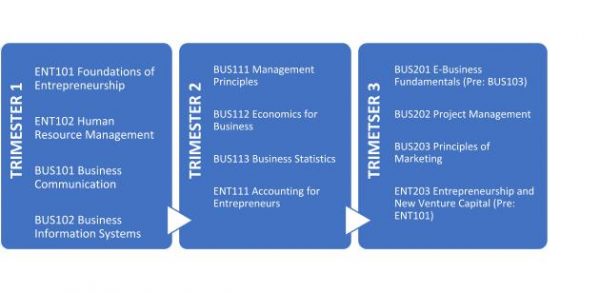 TRIMESTER 1
ENT101 Foundations of
Entrepreneurship
ENT102 Human
Resource Management
BUS101 Business
Communication
BUS102 Business
Information Systems
TRIMESTER 2
BUS111 Management
Principles
BUS112 Economics for
Business
BUS113 Business Statistics
ENT111 Accounting for
Entrepreneurs
TRIMETSER 3
BUS201 E-Business
Fundamentals (Pre: BUS103)
BUS202 Project Management
BUS203 Principles of
Marketing
ENT203 Entrepreneurship and
New Venture Capital (Pre:
ENT101)